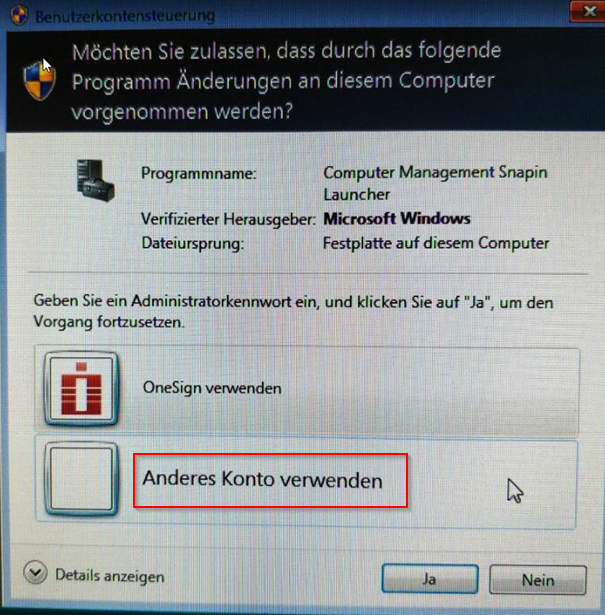 Benutzerkontensteuerung
Möchten Sie zulassen, dass durch das folgende
Programm Änderungen an diesem Computer
vorgenommen werden?
Programmname: Computer Management Snapin
Launcher
Verifizierter Herausgeber: Microsoft Windows
Dateiursprung: Festplatte auf diesem Computer
Geben Sie ein Administratorkennwort ein, und klicken Sie auf "Ja", um den
Vorgang fortzusetzen.
OneSign verwenden
Anderes Konto verwenden
Details anzeigen
Ja
Nein